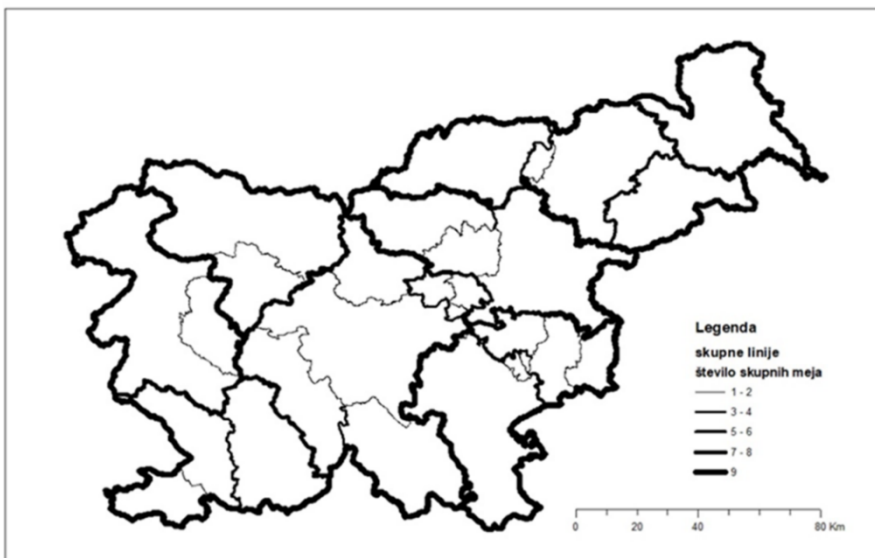 Legenda
skupne linije
število skupnih meja
1 - 2
3 - 4
5 - 6
7 - 8
9
0 20 40 80 Km